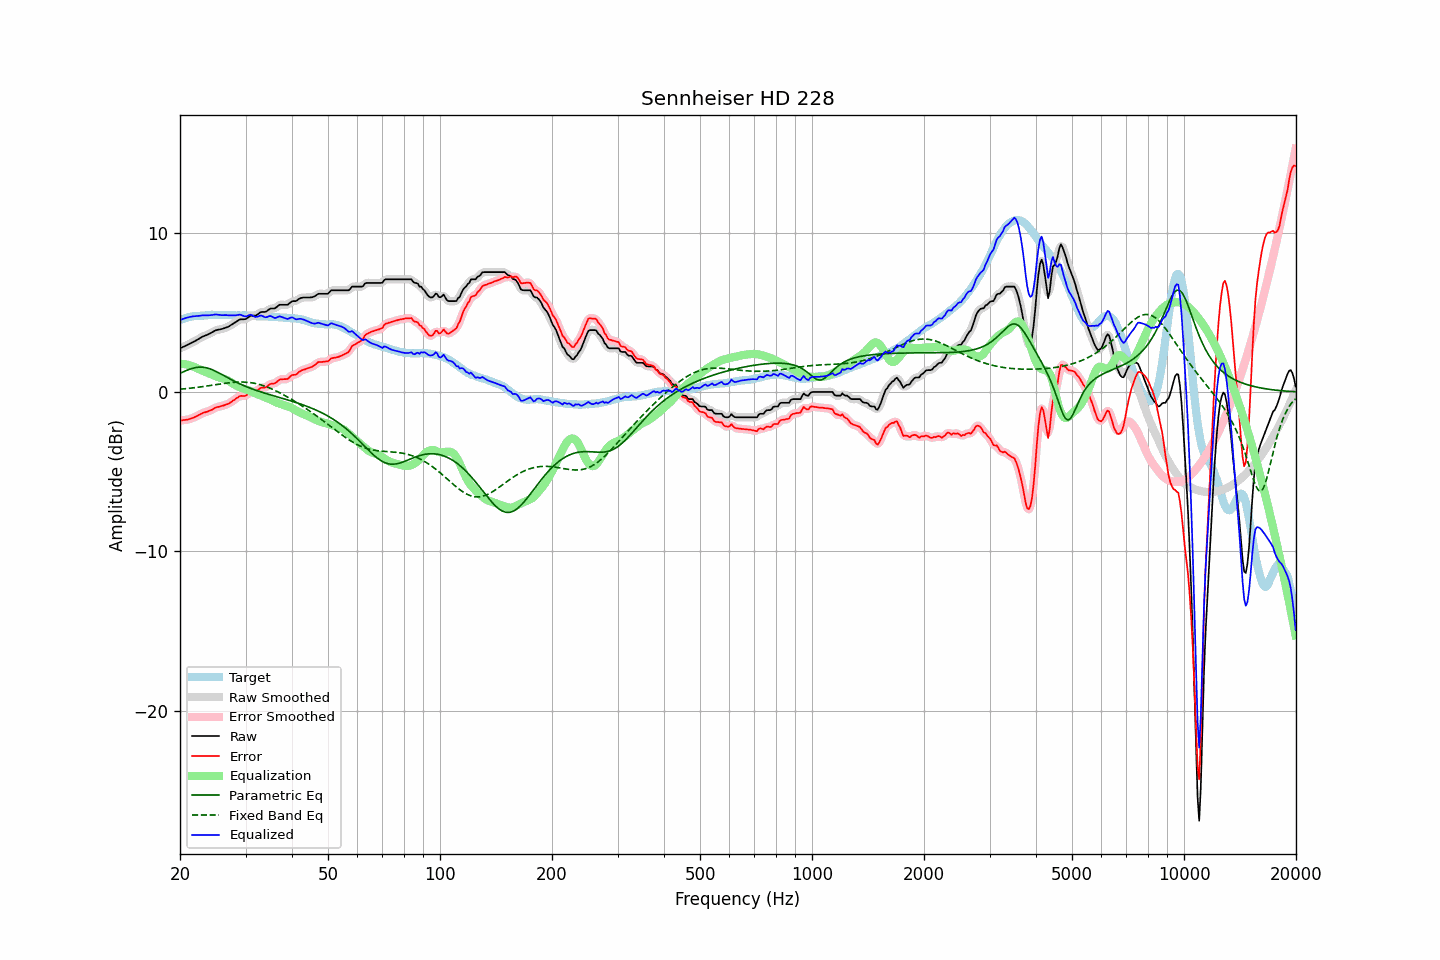 Sennheiser HD 228
Amplitude (dBr)
10
0
−10
−20
Target
Raw Smoothed
Error Smoothed
Raw
Error
Equalization
Parametric Eq
Fixed Band Eq
Equalized
20 50 100 200 500 1000 2000 5000 10000 20000
Frequency (Hz)